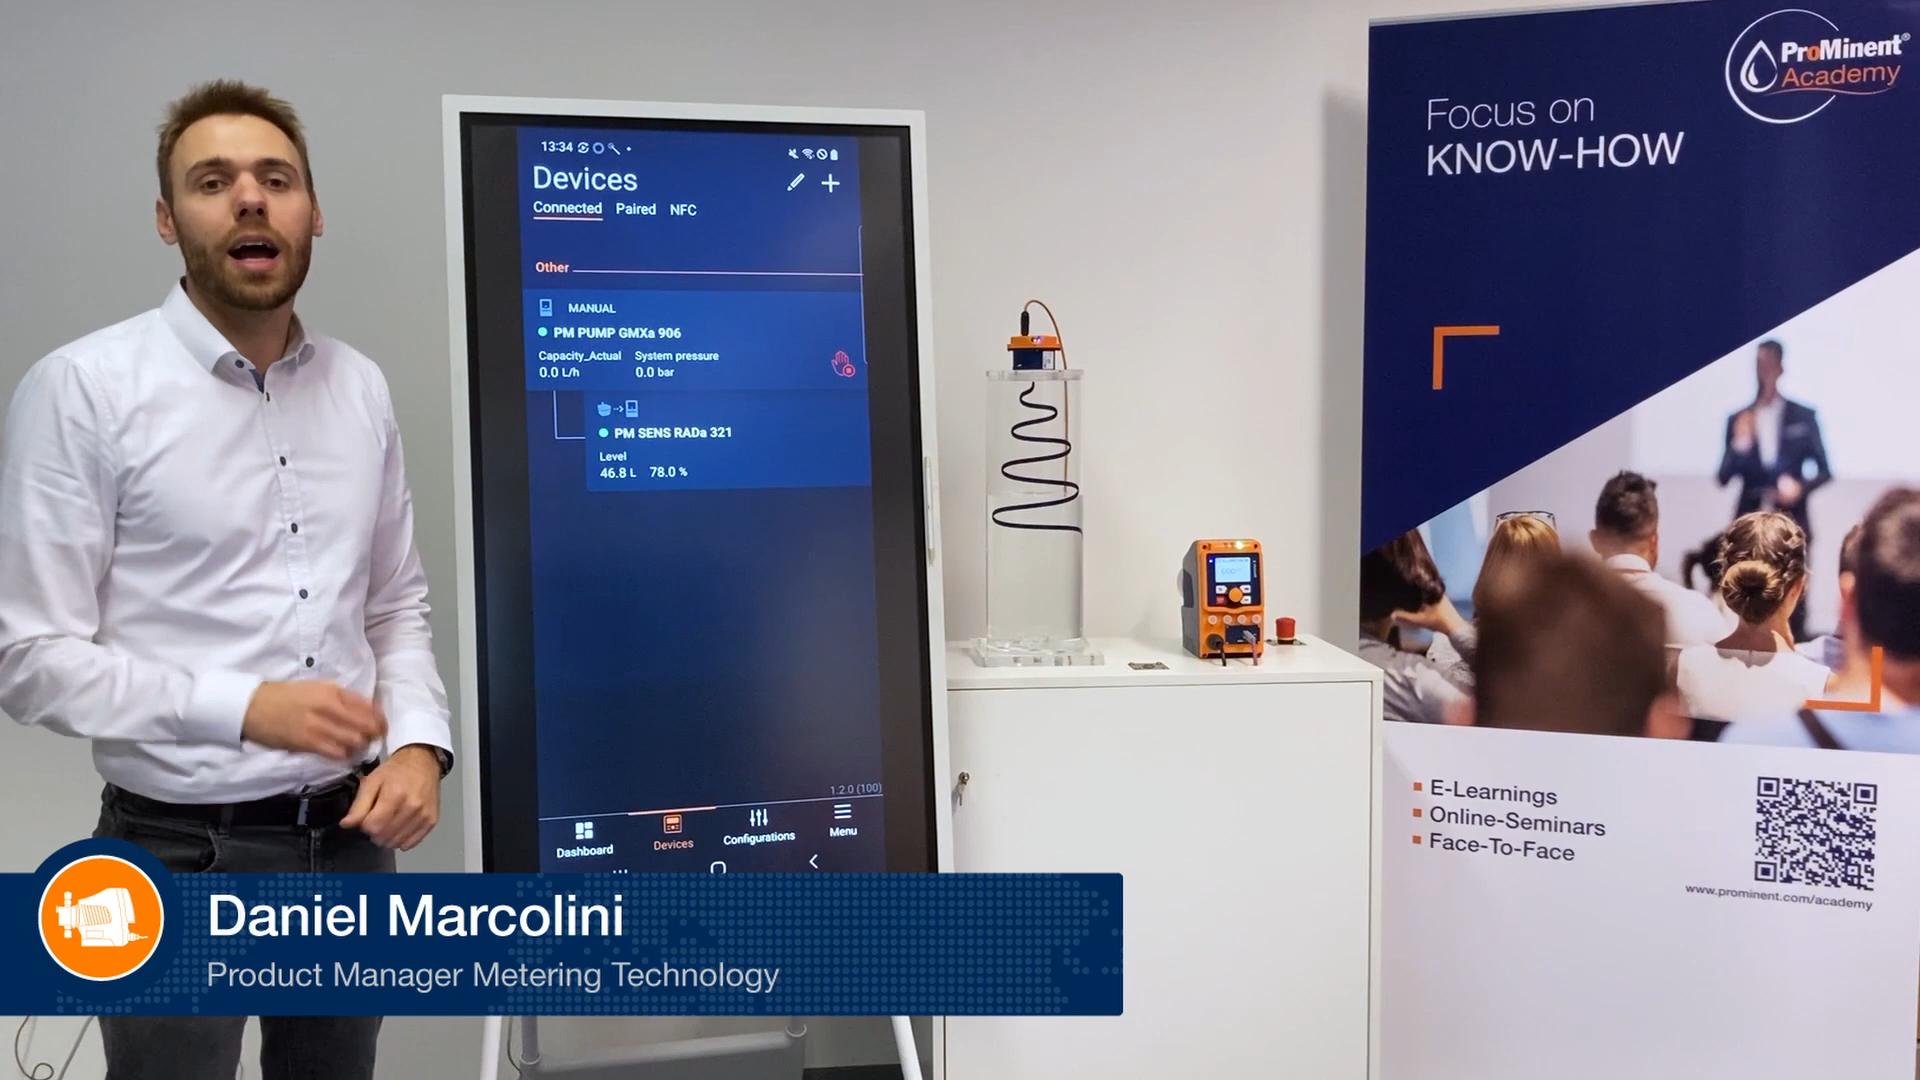 13:34
Devices
Connected Paired NFC
Other
MANUAL
PM PUMP GMXa 906
Capacity_Actual System pressure
0.0 L/h 0.0 bar
PM SENS RADa 321
Level
46.8 L 78.0 %
1.2.0 (100)
Dashboard Devices Configurations Menu
ProMinent®
Academy
Focus on
KNOW-HOW
E-Learnings
Online-Seminars
Face-To-Face
www.prominent.com/academy
Daniel Marcolini
Product Manager Metering Technology